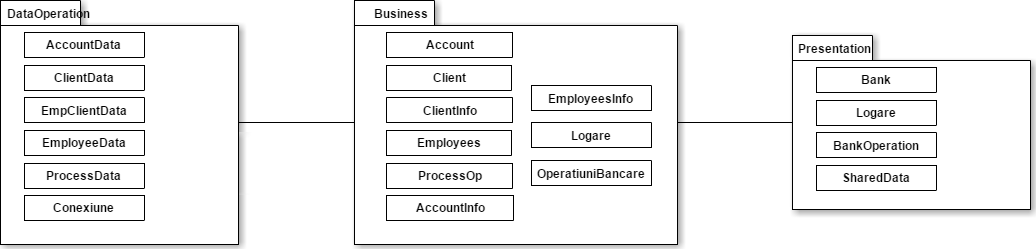 DataOperation
AccountData
ClientData
EmpClientData
EmployeeData
ProcessData
Conexiune
Business
Account
Client
ClientInfo
Employees
ProcessOp
AccountInfo
EmployeesInfo
Logare
OperatiuniBancare
Presentation
Bank
Logare
BankOperation
SharedData